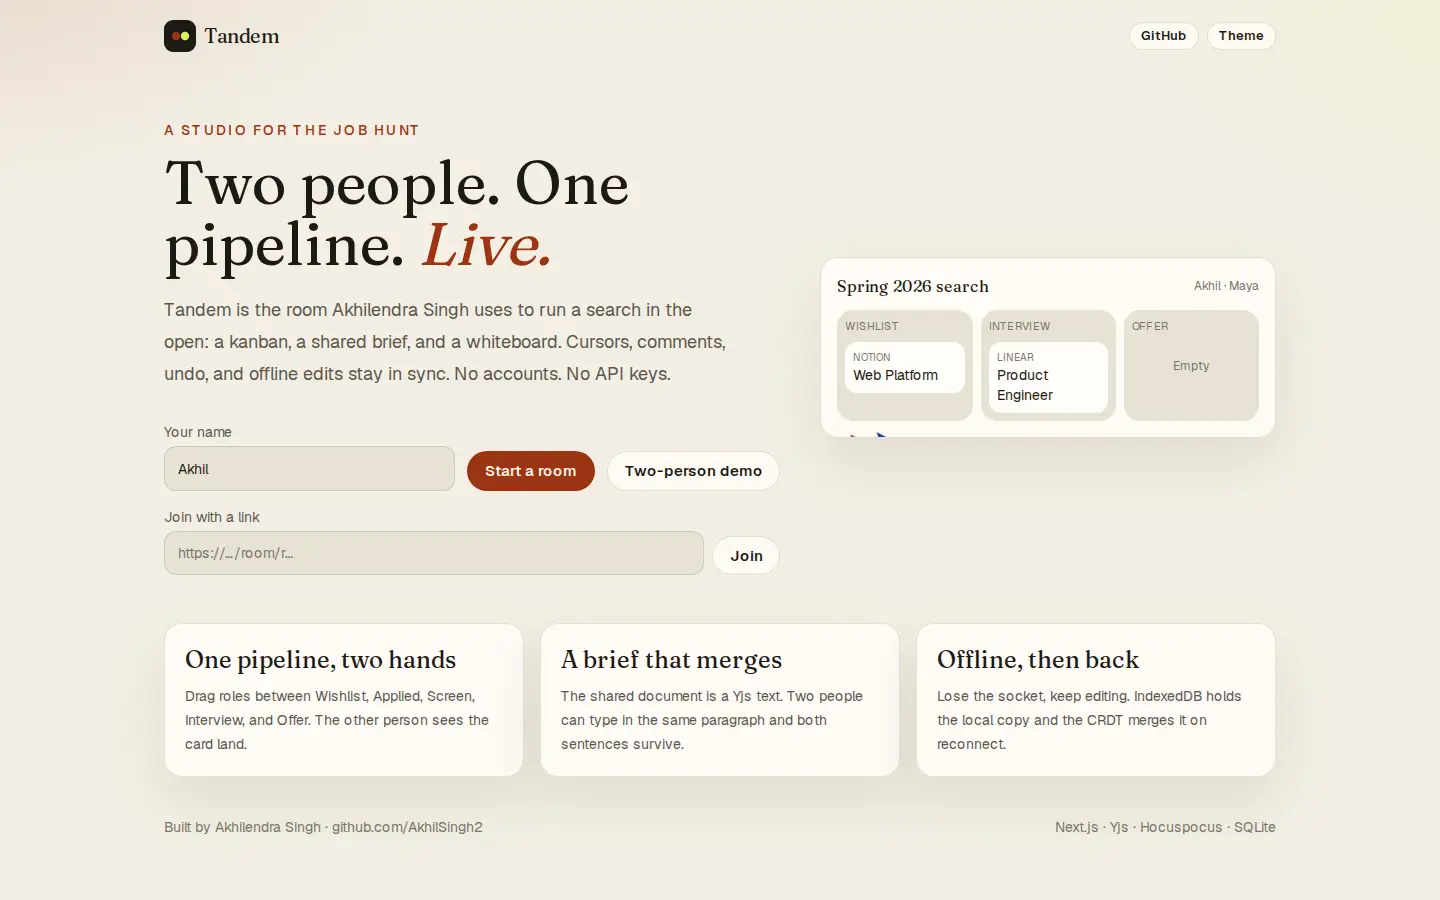 Tandem
GitHub
Theme
A STUDIO FOR THE JOB HUNT
Two people. One
pipeline. Live.
Tandem is the room Akhilendra Singh uses to run a search in the
open: a kanban, a shared brief, and a whiteboard. Cursors, comments,
undo, and offline edits stay in sync. No accounts. No API keys.
Your name
Akhil
Start a room
Two-person demo
Join with a link
https://…/room/r…
Join
Spring 2026 search
Akhil · Maya
WISHLIST
NOTION
Web Platform
INTERVIEW
LINEAR
Product
Engineer
OFFER
Empty
One pipeline, two hands
Drag roles between Wishlist, Applied, Screen,
Interview, and Offer. The other person sees the
card land.
A brief that merges
The shared document is a Yjs text. Two people
can type in the same paragraph and both
sentences survive.
Offline, then back
Lose the socket, keep editing. IndexedDB holds
the local copy and the CRDT merges it on
reconnect.
Built by Akhilendra Singh · github.com/AkhilSingh2
Next.js · Yjs · Hocuspocus · SQLite